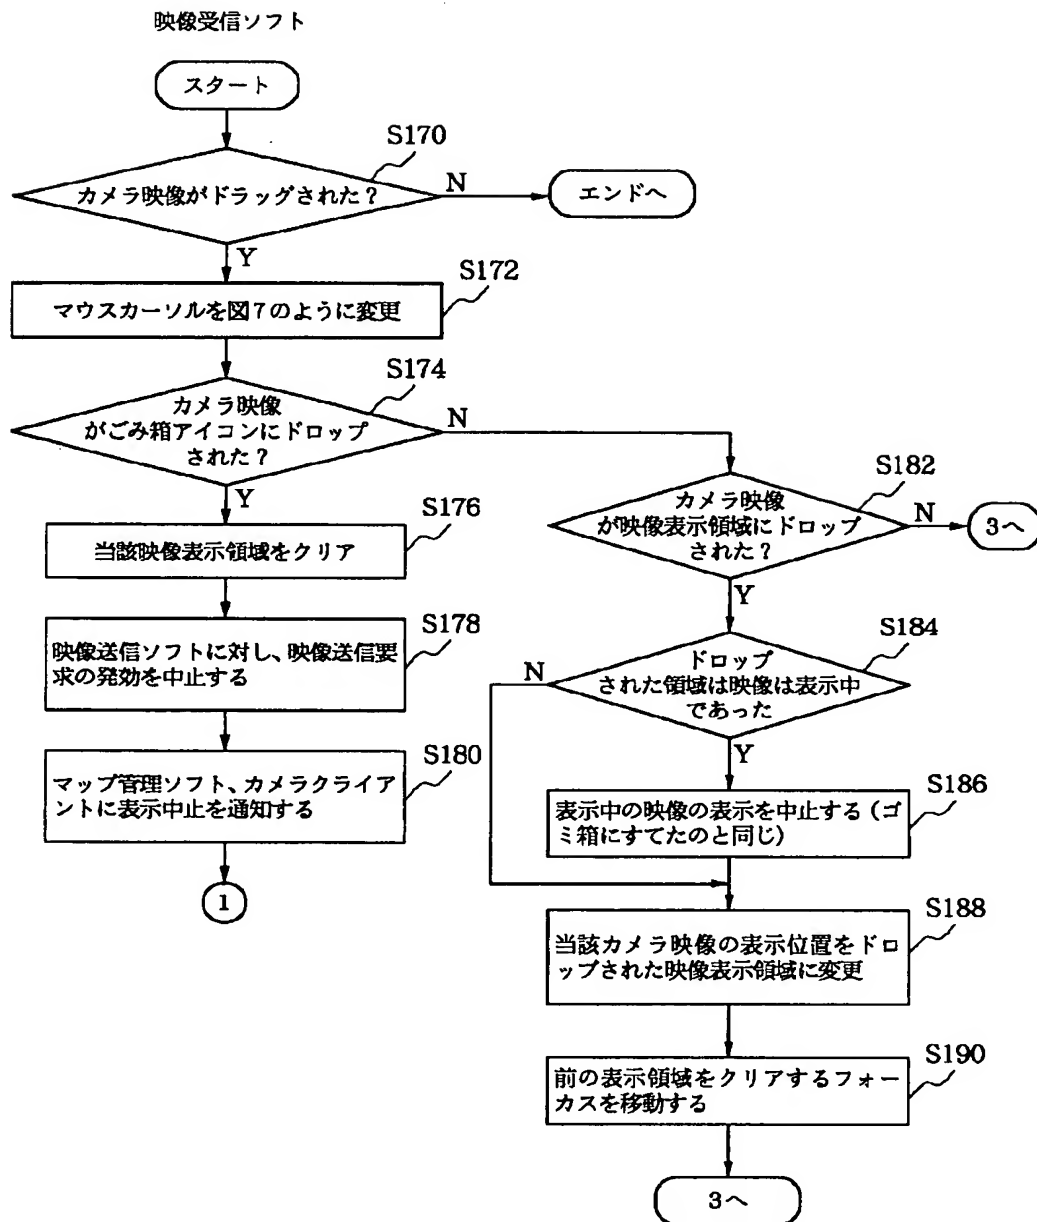 映像受信ソフト
スタート
S170
カメラ映像がドラッグされた？
N
エンドへ
Y
S172
マウスカーソルを図7のように変更
S174
カメラ映像
がごみ箱アイコンにドロップ
された？
N
Y
S176
当該映像表示領域をクリア
S178
映像送信ソフトに対し、映像送信要
求の発効を中止する
S180
マップ管理ソフト、カメラクライア
ントに表示中止を通知する
1
S182
カメラ映像
が映像表示領域にドロップ
された？
N
3へ
Y
S184
ドロップ
された領域は映像は表示中
であった
N
Y
S186
表示中の映像の表示を中止する（ゴ
ミ箱にすてたのと同じ）
S188
当該カメラ映像の表示位置をドロ
ップされた映像表示領域に変更
S190
前の表示領域をクリアするフォー
カスを移動する
3へ